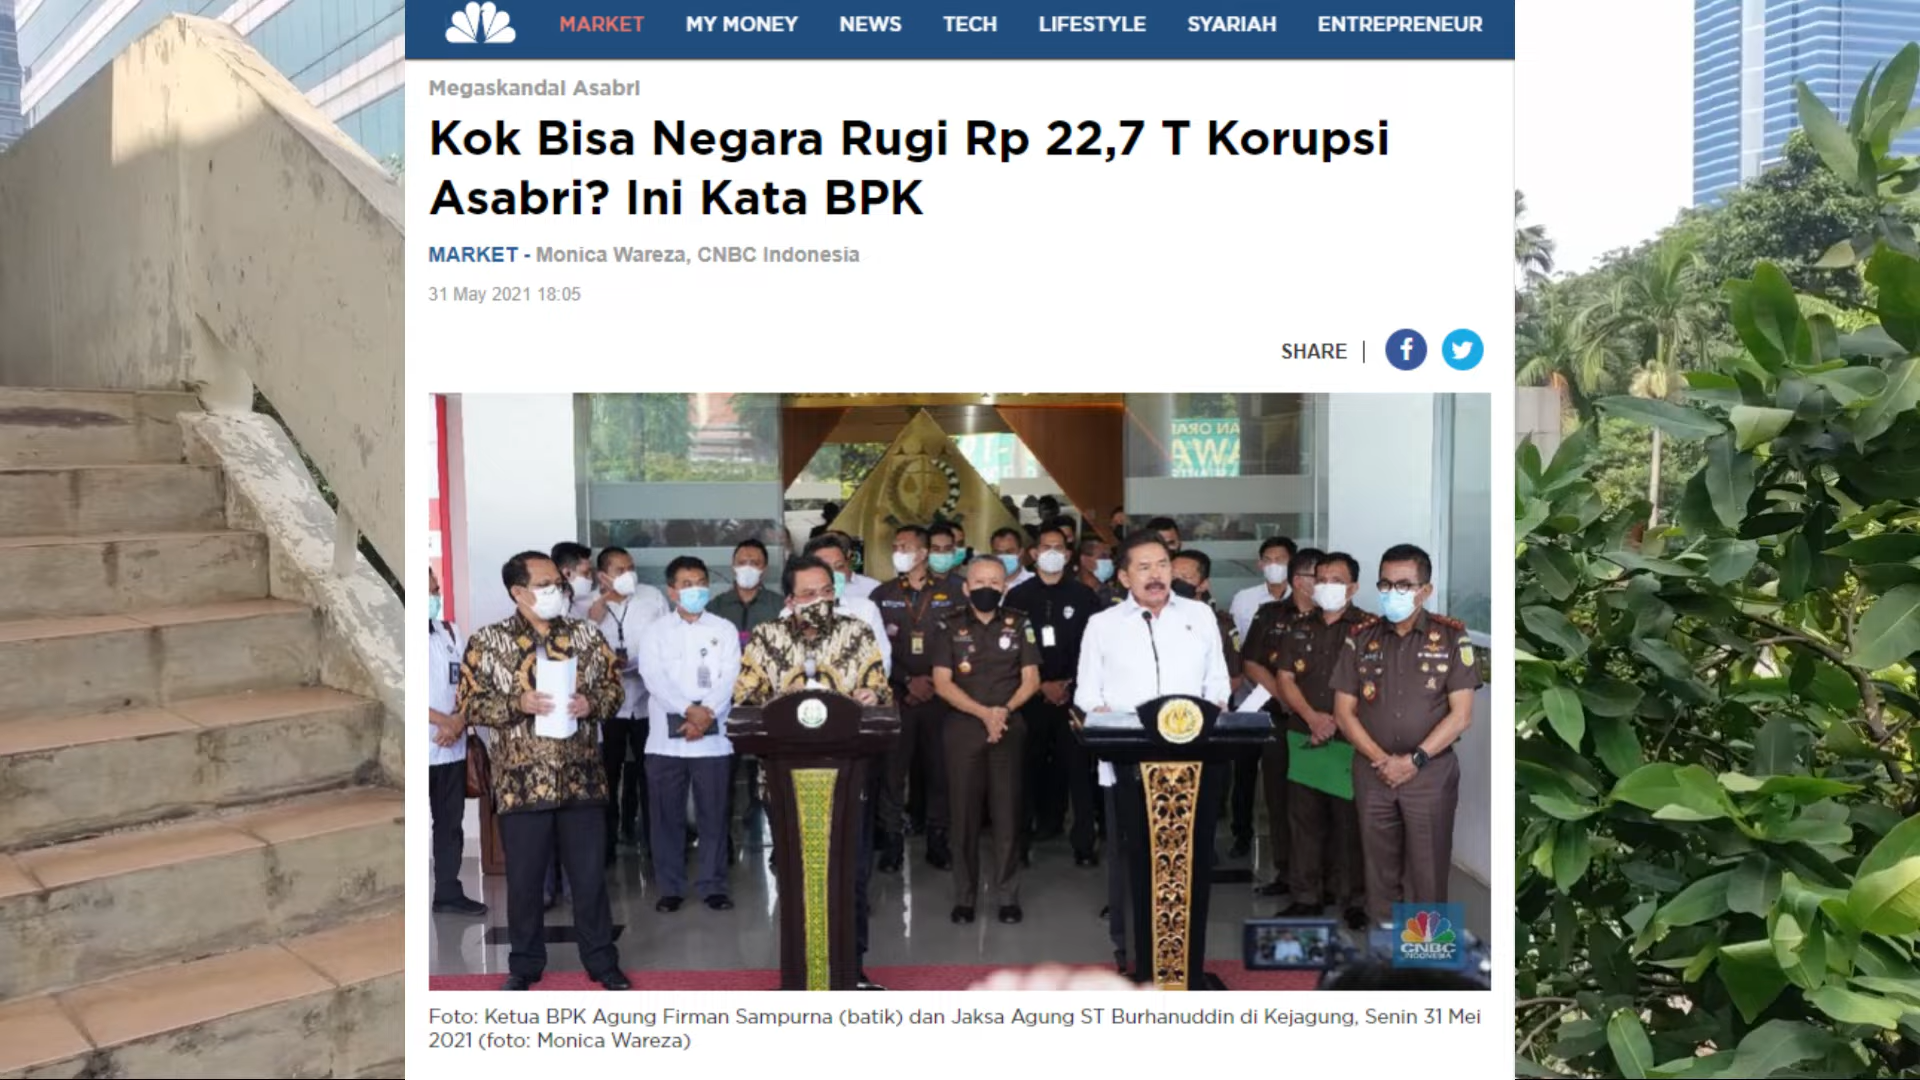 MARKET MY MONEY NEWS TECH LIFESTYLE SYARIAH ENTREPRENEUR
Megaskandal Asabri
Kok Bisa Negara Rugi Rp 22,7 T Korupsi
Asabri? Ini Kata BPK
MARKET - Monica Wareza, CNBC Indonesia
31 May 2021 18:05
SHARE |
CNBC
INDONESIA
Foto: Ketua BPK Agung Firman Sampurna (batik) dan Jaksa Agung ST Burhanuddin di Kejagung, Senin 31 Mei
2021 (foto: Monica Wareza)